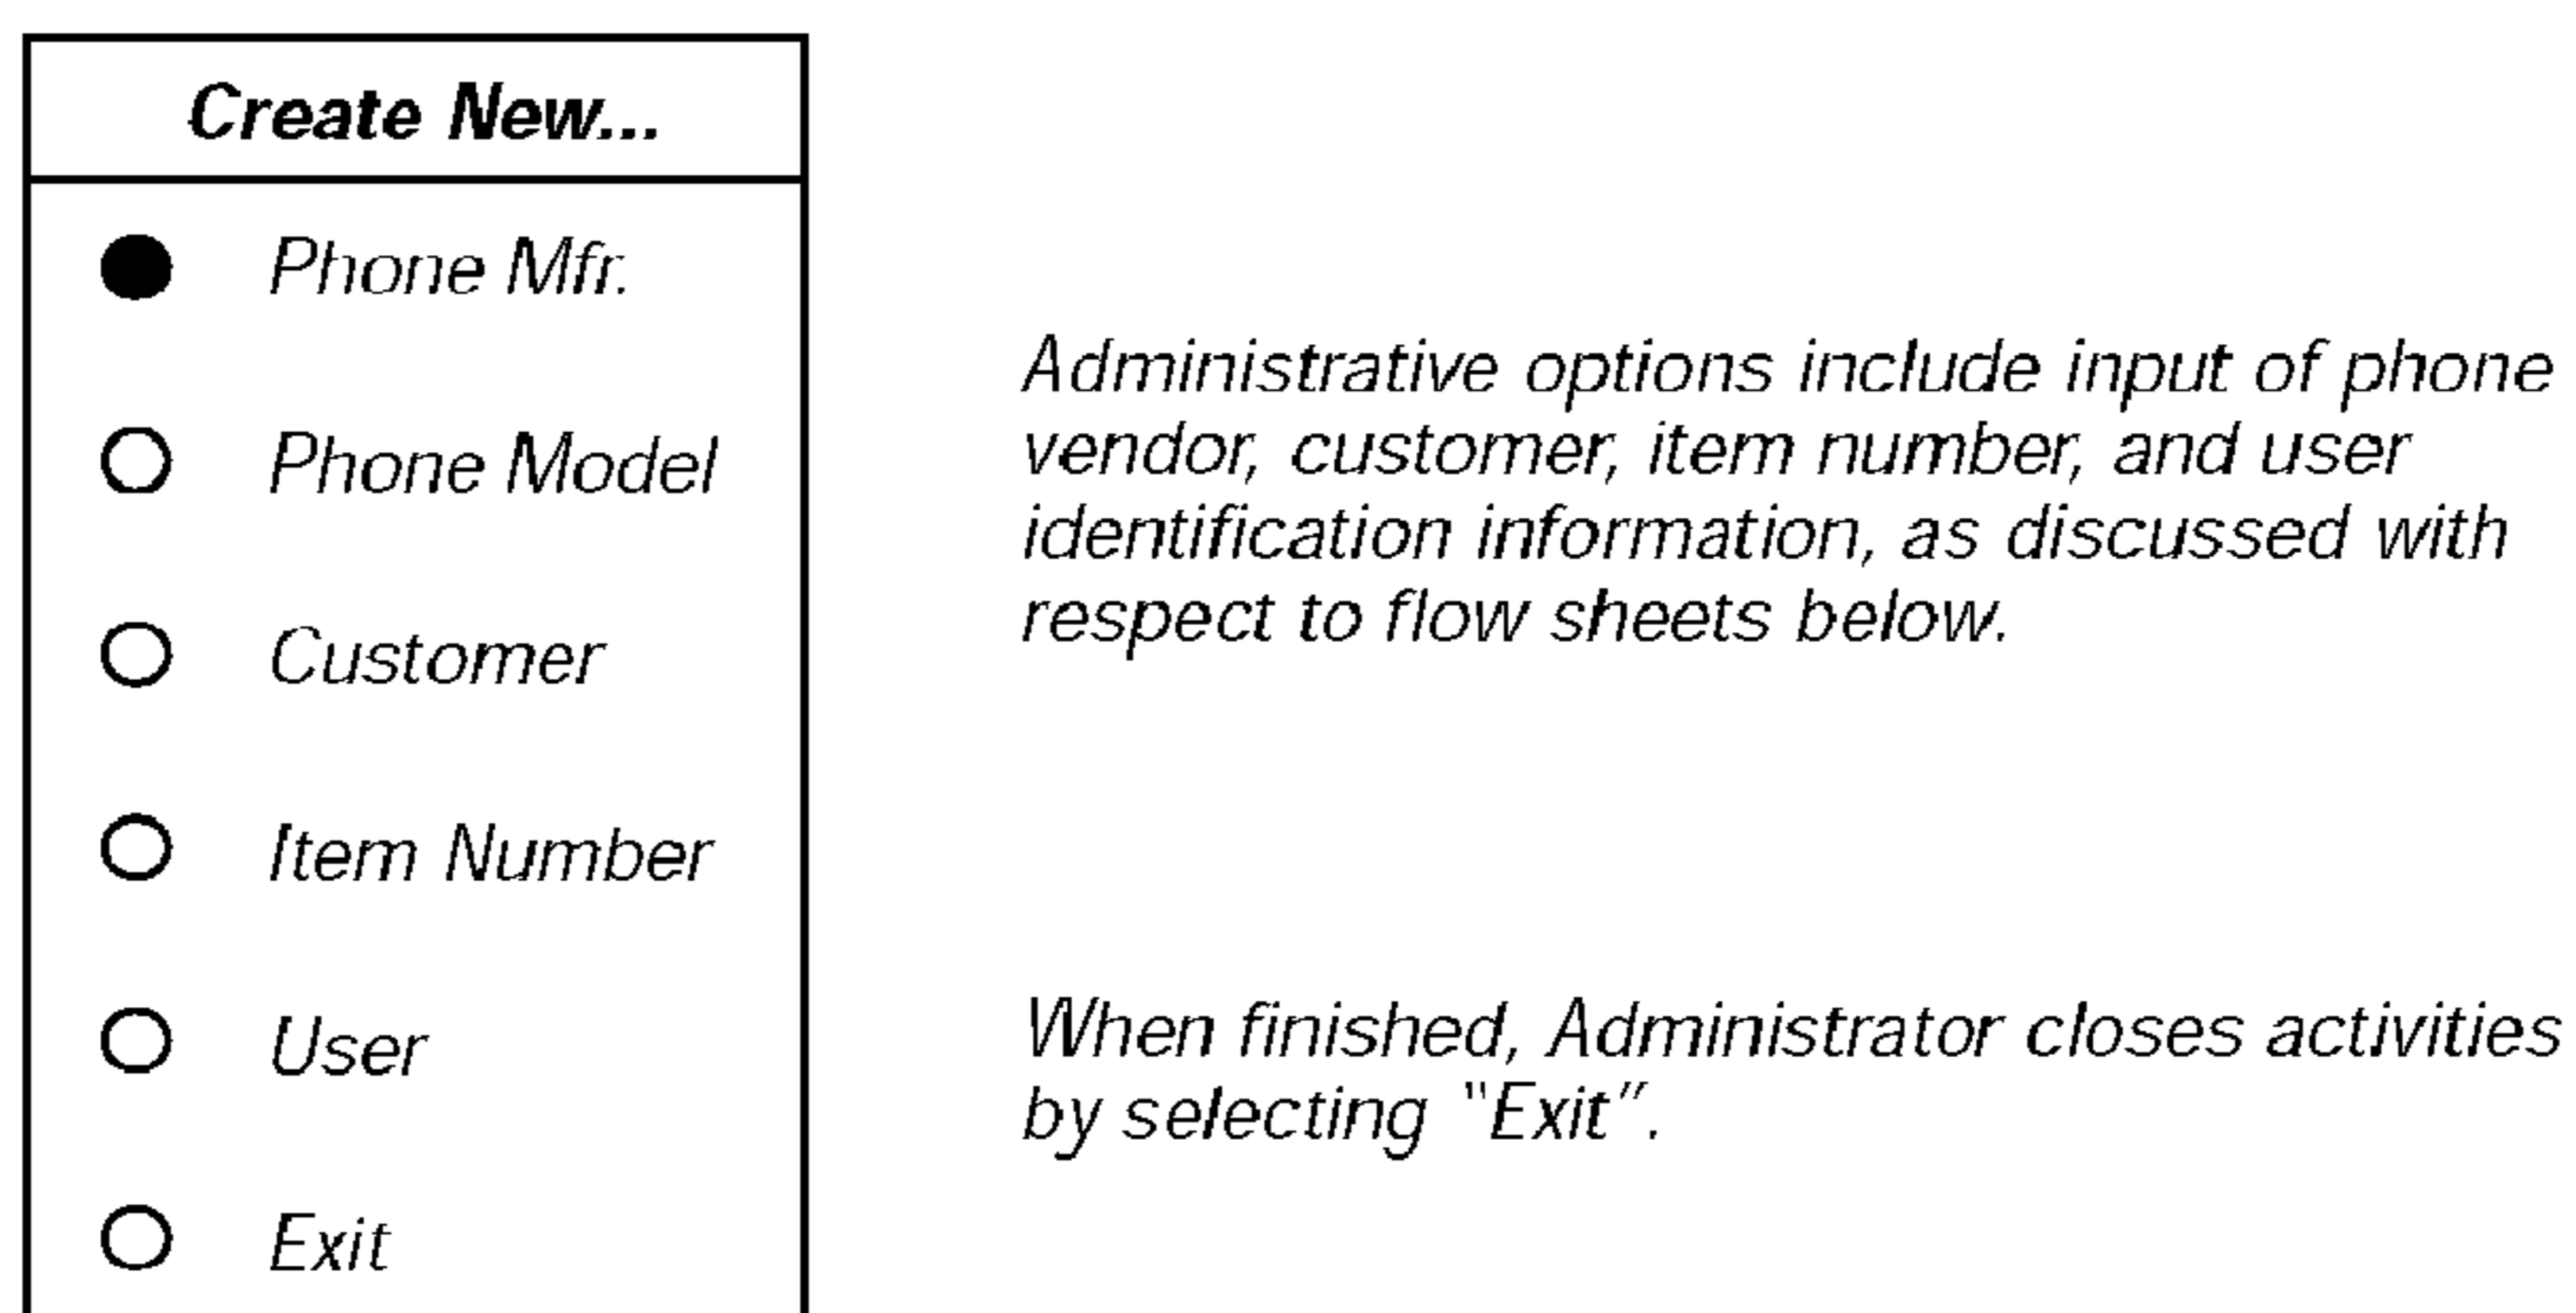 Create New...
Phone Mfr.
Phone Model
Customer
Item Number
User
Exit
Administrative options include input of phone
vendor, customer, item number, and user
identification information, as discussed with
respect to flow sheets below.
When finished, Administrator closes activities
by selecting "Exit".